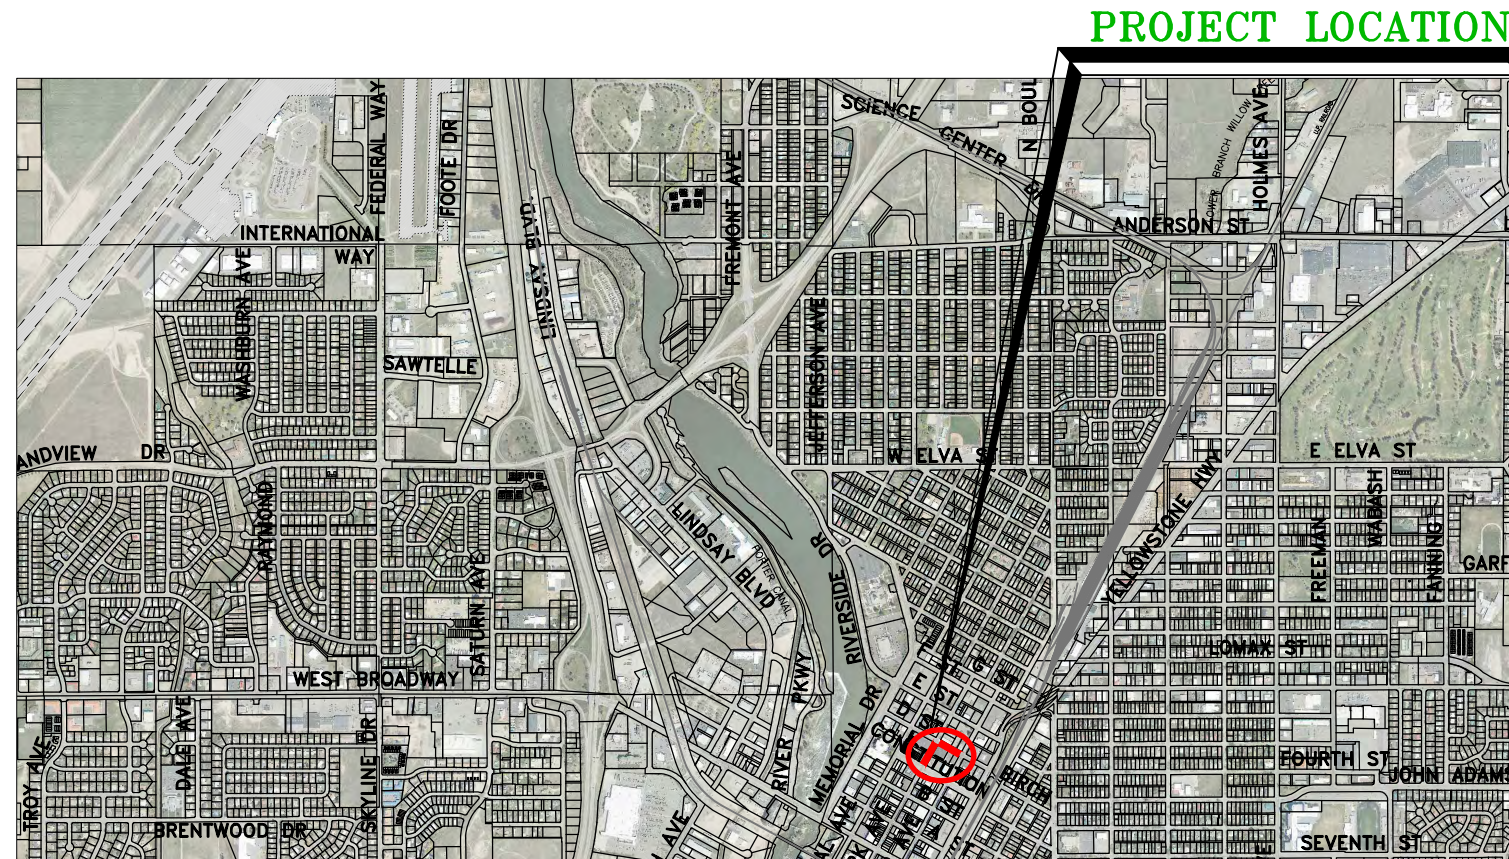 PROJECT LOCATION
FEDERAL WAY
FOOTE DR
LINDSAY BLVD.
FREMONT AVE
SCIENCE CENTER DR
N BOUL
HOLMES AVE
ANDERSON ST
INTERNATIONAL
WAY
WASHBURN AVE
SAWTELLE
JEFFERSON AVE
W ELVA ST
E ELVA ST
ANDVIEW DR
RAYMOND
SATURN AVE
LINDSAY BLVD
PORTER CANAL
RIVERSIDE DR
YELLOWSTONE HWY
FREEMAN
WABASH
FANNING
GARF
LOMAX ST
WEST BROADWAY
G ST
E ST
D ST
MEMORIAL DR
RIVER PKWY
BIRCH
FOURTH ST
JOHN ADAMS
TROY AVE
DALE AVE
SKYLINE DR
BRENTWOOD DR
SEVENTH ST